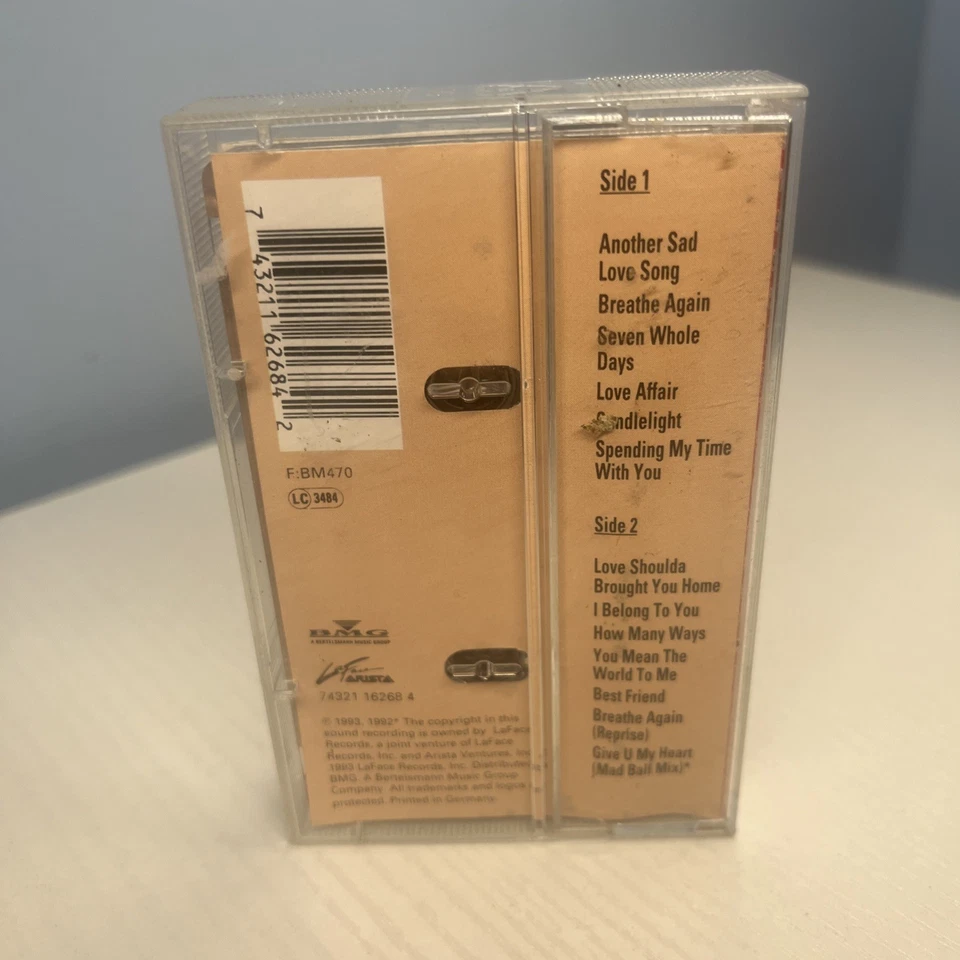 7 43211 62684 2
F:BM470
LC 3484
BMG
A BERTELSMANN MUSIC GROUP
LaFace
ARISTA
74321 16268 4
℗ 1993, 1992* The copyright in this
sound recording is owned by LaFace
Records, a joint venture of LaFace
Records, Inc. and Arista Ventures, Inc.
1993 LaFace Records, Inc. Distributed
BMG. A Bertelsmann Music Group
Company. All trademarks and logos
protected. Printed in Germany.
Side 1
Another Sad
Love Song
Breathe Again
Seven Whole
Days
Love Affair
Candlelight
Spending My Time
With You
Side 2
Love Shoulda
Brought You Home
I Belong To You
How Many Ways
You Mean The
World To Me
Best Friend
Breathe Again
(Reprise)
Give U My Heart
(Mad Ball Mix)*